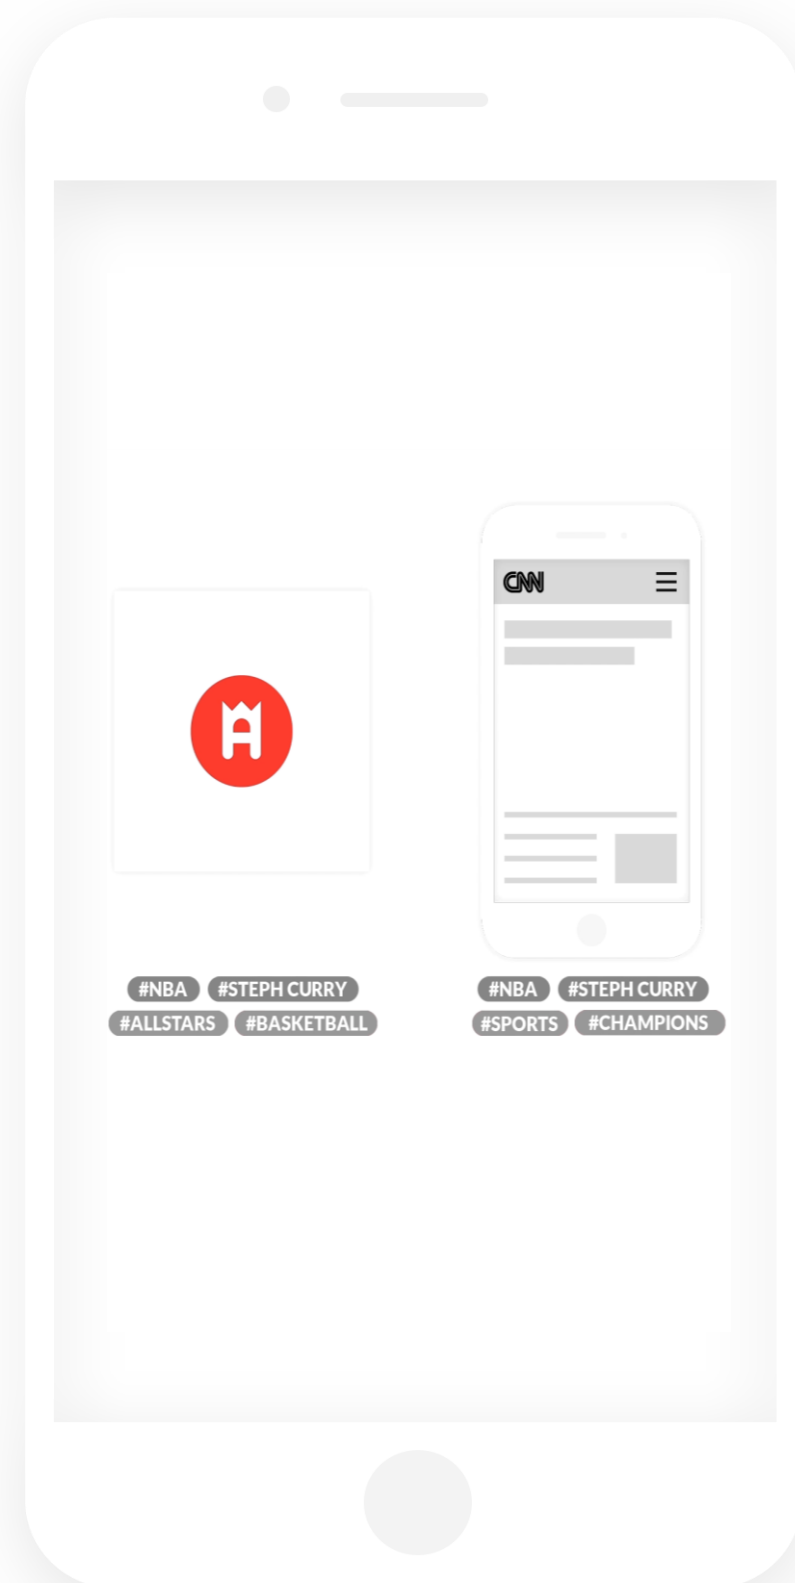 CNN
#NBA #STEPH CURRY
#ALLSTARS #BASKETBALL
#NBA #STEPH CURRY
#SPORTS #CHAMPIONS